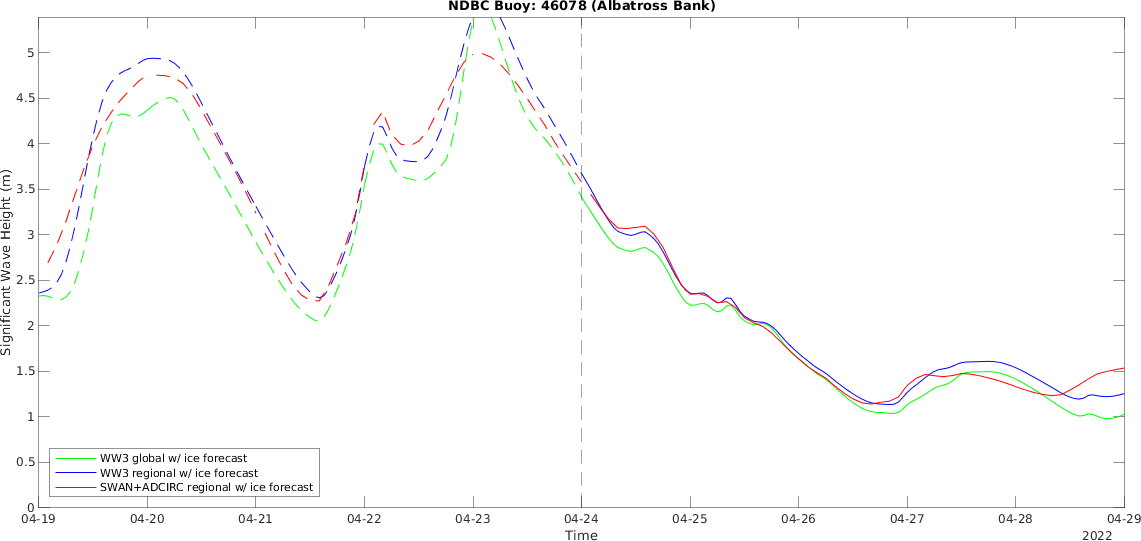 NDBC Buoy: 46078 (Albatross Bank)
Significant Wave Height (m)
5
4.5
4
3.5
3
2.5
2
1.5
1
0.5
0
WW3 global w/ ice forecast
WW3 regional w/ ice forecast
SWAN+ADCIRC regional w/ ice forecast
04-19 04-20 04-21 04-22 04-23 04-24 04-25 04-26 04-27 04-28 04-29
Time
2022